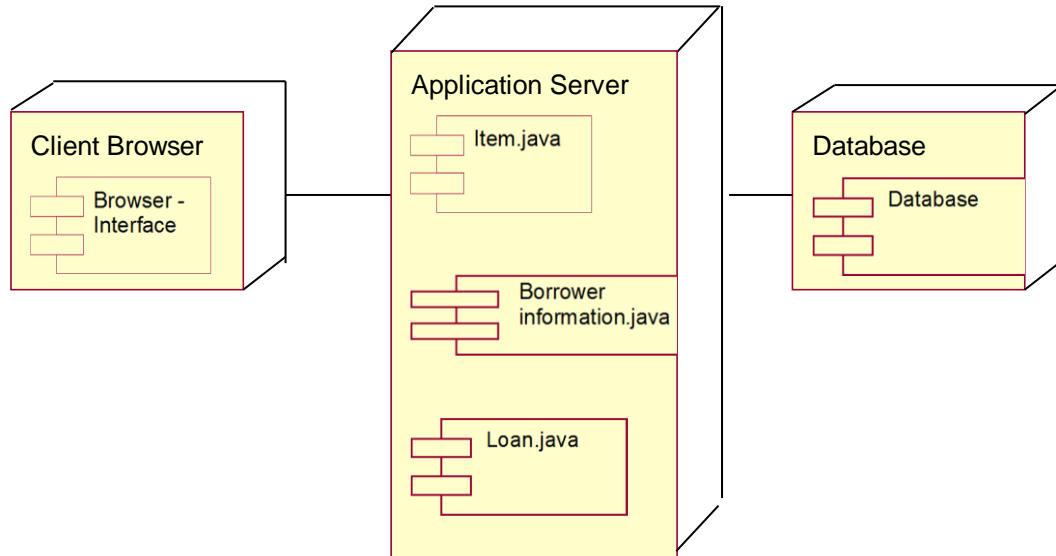 Client Browser
Browser -
Interface
Application Server
Item.java
Borrower
information.java
Loan.java
Database
Database